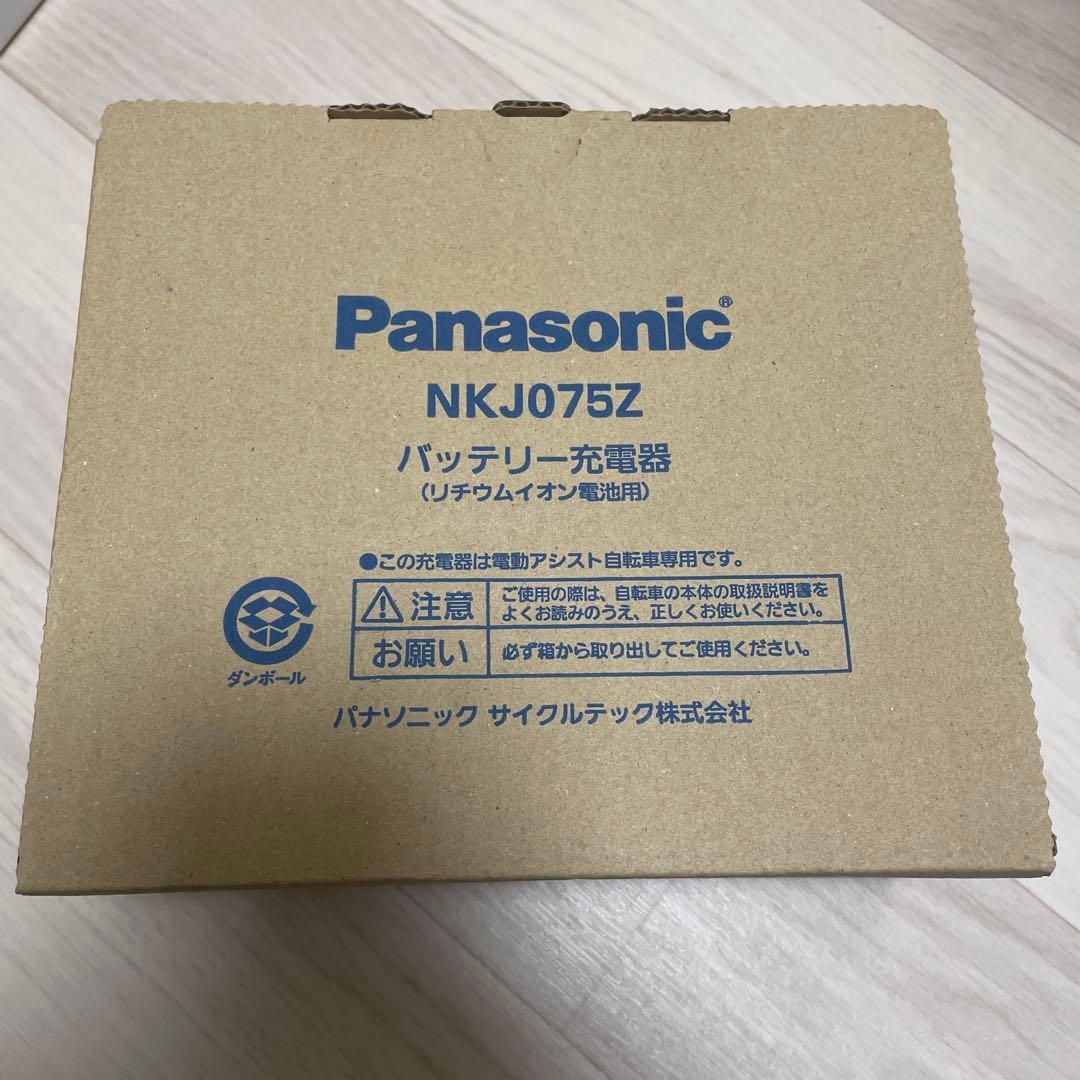 Panasonic®
NKJ075Z
バッテリー充電器
（リチウムイオン電池用）
●この充電器は電動アシスト自転車専用です。
注意
ご使用の際は、自転車の本体の取扱説明書を
よくお読みのうえ、正しくお使いください。
お願い
必ず箱から取り出してご使用ください。
ダンボール
パナソニック サイクルテック株式会社